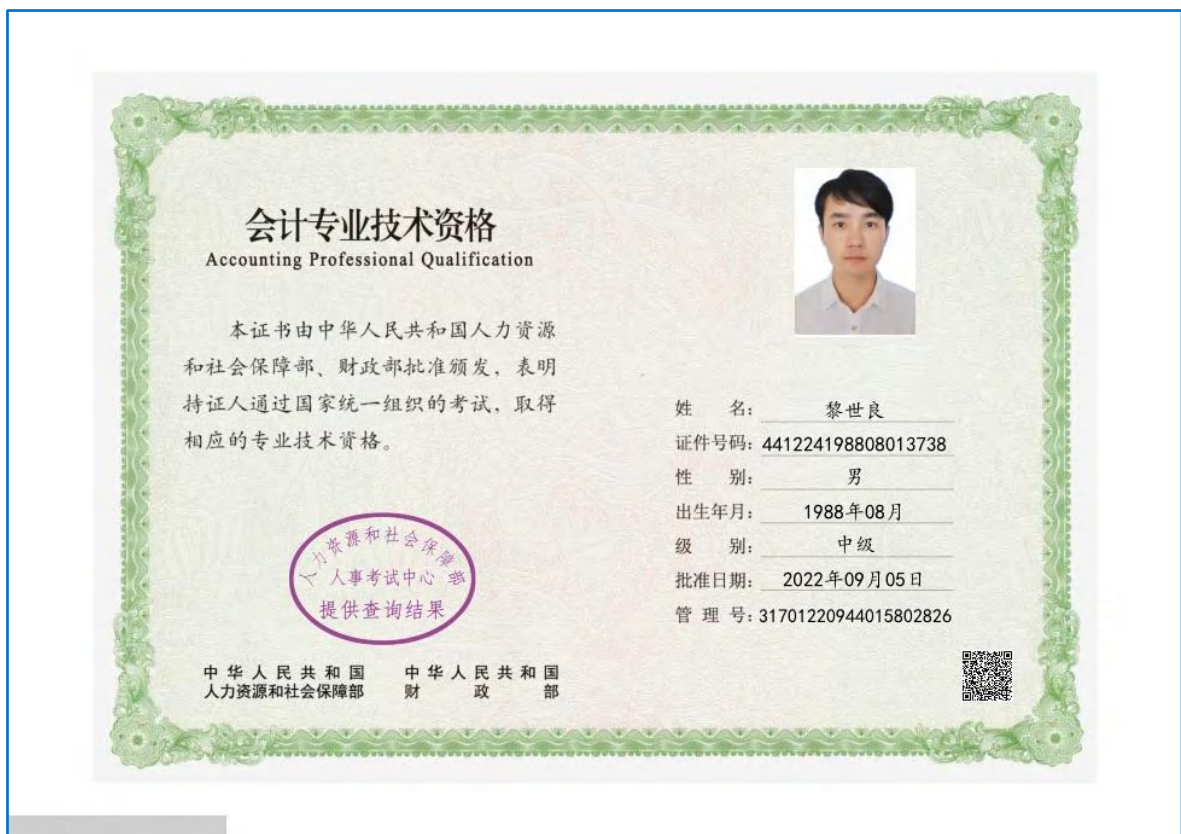 会计专业技术资格
Accounting Professional Qualification
本证书由中华人民共和国人力资源
和社会保障部、财政部批准颁发，表明
持证人通过国家统一组织的考试，取得
相应的专业技术资格。
人力资源和社会保障部
人事考试中心
提供查询结果
中华人民共和国
人力资源和社会保障部
中华人民共和国
财政部
姓 名： 黎世良
证件号码： 441224198808013738
性 别： 男
出生年月： 1988年08月
级 别： 中级
批准日期： 2022年09月05日
管 理 号： 31701220944015802826